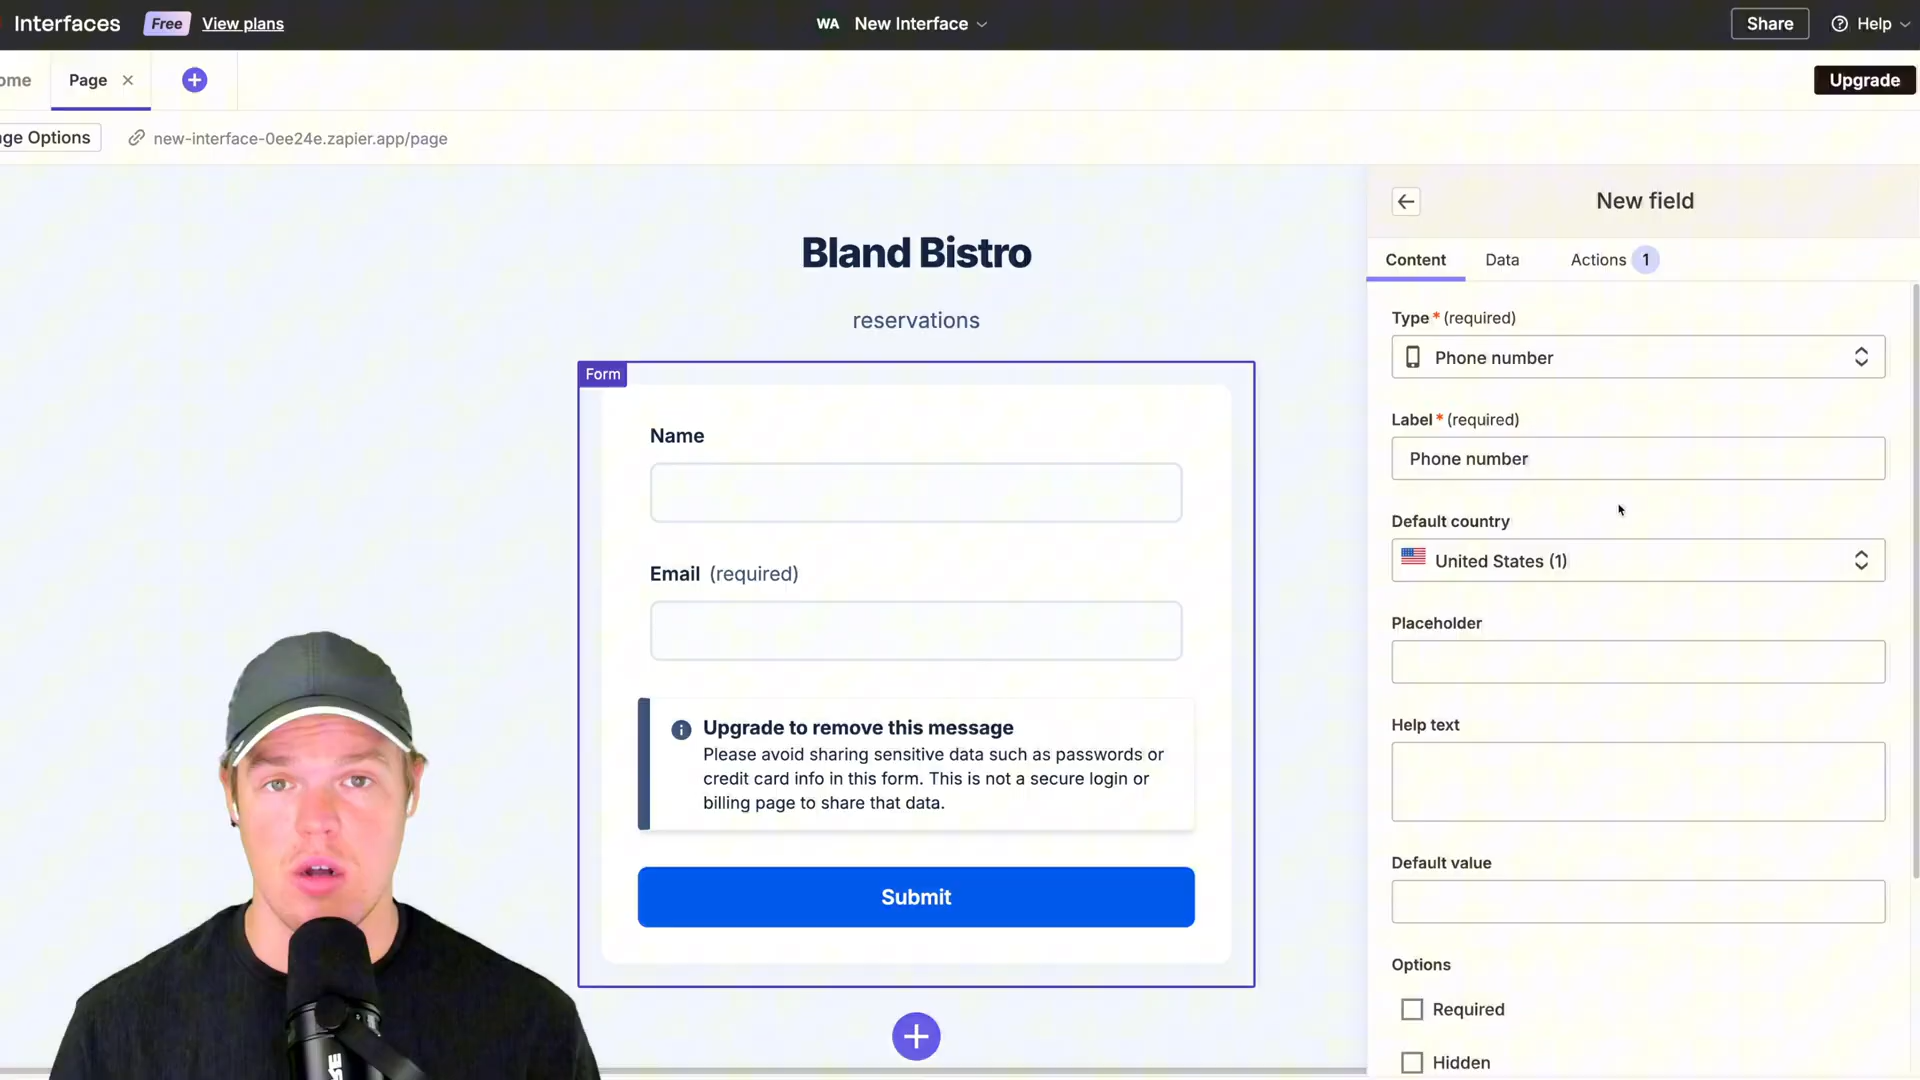 Interfaces
Free
View plans
WA
New Interface
Share
Help
ome
Page
Upgrade
ge Options
new-interface-0ee24e.zapier.app/page
New field
Bland Bistro
reservations
Content
Data
Actions 1
Type * (required)
Phone number
Label * (required)
Phone number
Default country
United States (1)
Placeholder
Help text
Default value
Options
Required
Hidden
Form
Name
Email (required)
Upgrade to remove this message
Please avoid sharing sensitive data such as passwords or
credit card info in this form. This is not a secure login or
billing page to share that data.
Submit